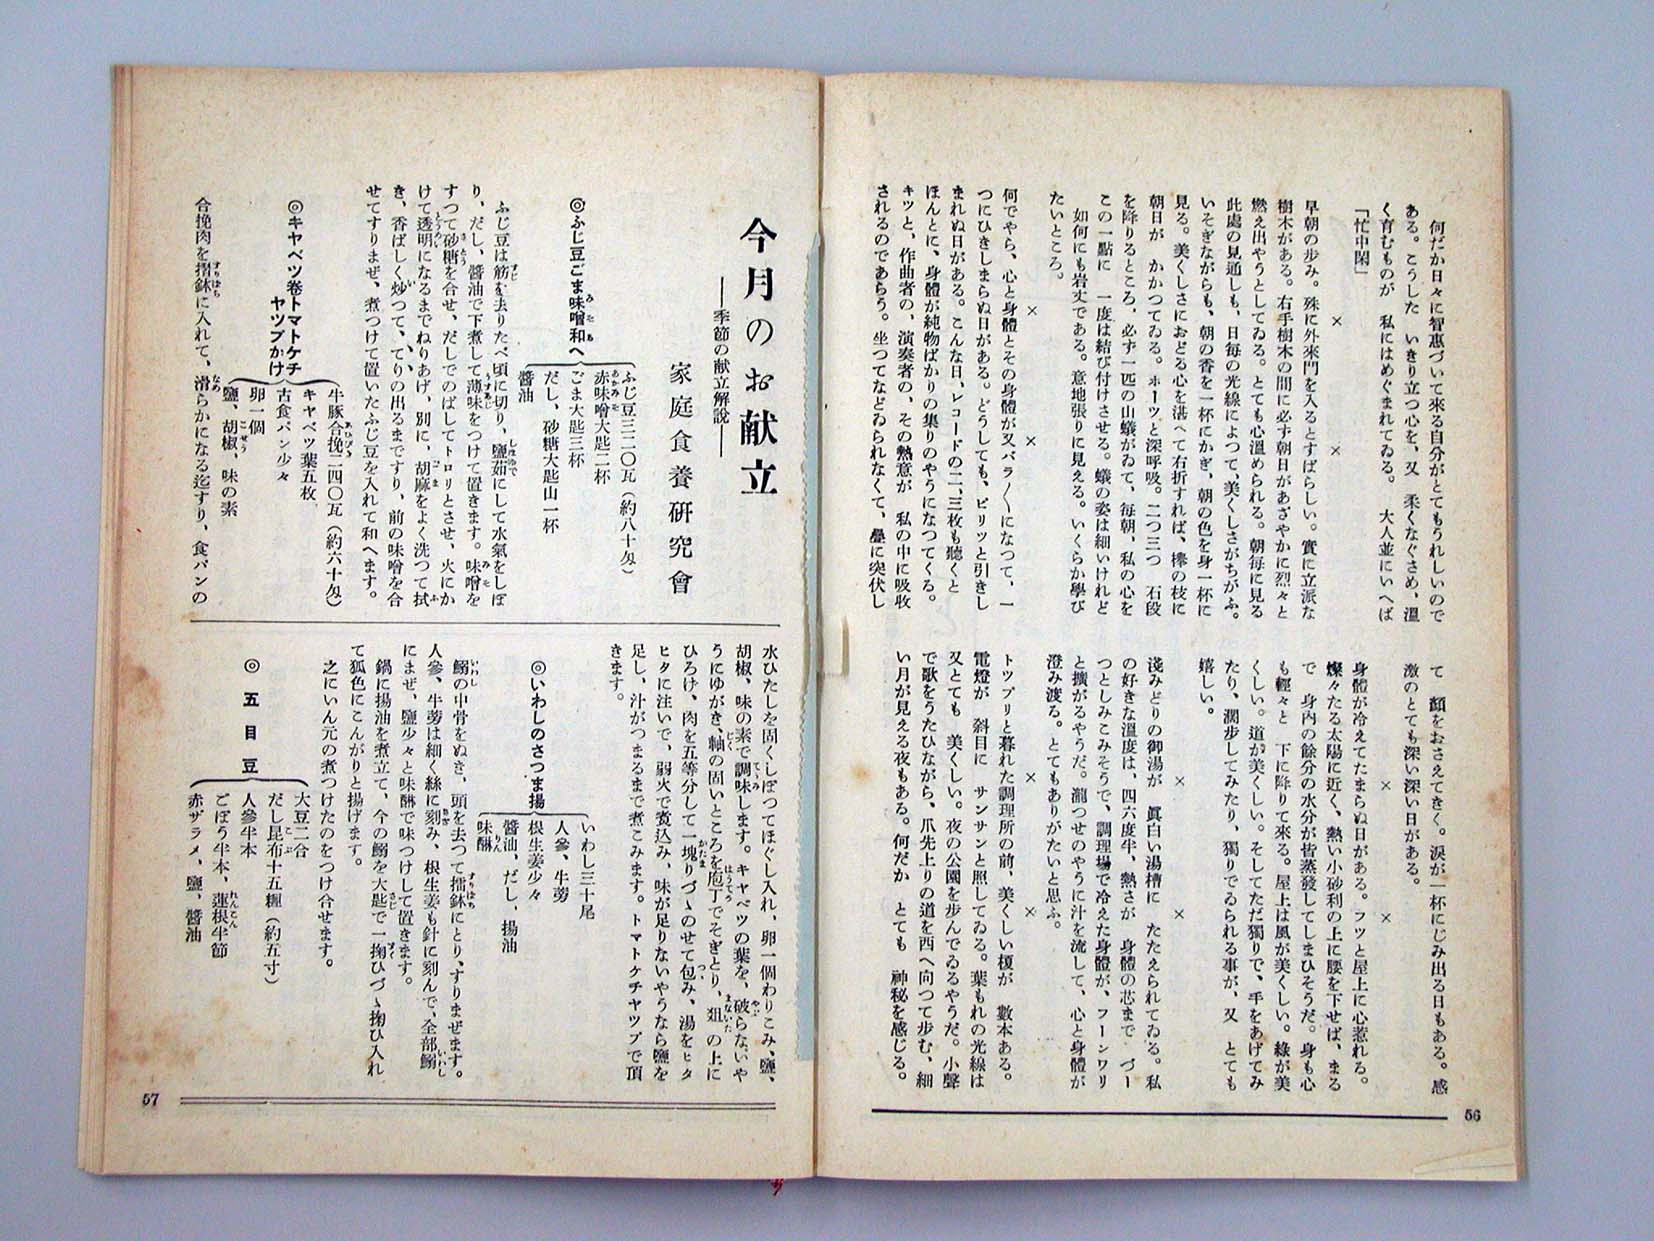 何だか日々に智惠づいて來る自分がとてもうれしいので
ある。こうした　いきり立つ心を、又　柔くなぐさめ、溫
く育むものが　私にはめぐまれてゐる。　大人並にいへば
「忙中閑」
×　×
早朝の歩み。殊に外來門を入るとすばらしい。實に立派な
樹木がある。右手樹木の間に必ず朝日があざやかに烈々と
燃え出やうとしてゐる。とても心溫められる。朝每に見る
此處の見通しも、日每の光線によつて、美くしさがちがふ。
いそぎながらも、朝の香を一杯にかぎ、朝の色を身一杯に
見る。美くしさにおどる心を湛へて右折すれば、欅の枝に
朝日が　かかつてゐる。ホーツと深呼吸。二つ三つ　石段
を降りるところ、必ず一匹の山蟻がゐて、每朝、私の心を
この一點に　一度は結び付けさせる。蟻の姿は細いけれど
如何にも岩丈である。意地張りに見える。いくらか學び
たいところ。
×　×
何でやら、心と身體とその身體が又バラ〱になつて、一
つにひきしまらぬ日がある。どうしても、ピリツと引きし
まれぬ日がある。こんな日、レコードの二、三枚も聽くと
ほんとに、身體が純物ばかりの集りのやうになつてくる。
キツと、作曲者の、演奏者の、その熱意が　私の中に吸收
されるのであらう。坐つてなどゐられなくて、疊に突伏し
て　顏をおさえてきく。淚が一杯にじみ出る日もある。感
激のとても深い深い日がある。
×　×
身體が冷えてたまらぬ日がある。フツと屋上に心惹れる。
燦々たる太陽に近く、熱い小砂利の上に腰を下せば、まる
で　身內の餘分の水分が皆蒸發してしまひそうだ。身も心
も輕々と　下に降りて來る。屋上は風が美くしい。綠が美
くしい。道が美くしい。そしてただ獨りで、手をあげてみ
たり、濶步してみたり、獨りでゐられる事が、又　とても
嬉しい。
×　×
淺みどりの御湯が　眞白い湯槽に　たたえられてゐる。私
の好きな溫度は、四六度半、熱さが　身體の芯まで　づー
つとしみこみそうで、調理場で冷えた身體が、フーンワリ
と擴がるやうだ。瀧つせのやうに汁を流して、心と身體が
澄み渡る。とてもありがたいと思ふ。
×　×
トツプリと暮れた調理所の前、美くしい榎が　數本ある。
電燈が　斜目に　サンサンと照してゐる。葉もれの光線は
又とても　美くしい。夜の公園を歩んでゐるやうだ。小聲
で歌をうたひながら、爪先上りの道を西へ向つて步む、細
い月が見える夜もある。何だか　とても　神秘を感じる。
56
今月のお献立
――季節の献立解說――
家庭食養硏究會
◎ふじ豆ごま味噌和へ
ふじ豆三二〇瓦（約八十匁）
赤味噌大匙二杯
ごま大匙三杯
だし、砂糖大匙山一杯
醬油
ふじ豆は筋を去りたべ頃に切り、鹽茹にして水氣をしぼ
り、だし、醬油で下煮して薄味をつけて置きます。味噌を
すつて砂糖を合せ、だしでのばしてトロリとさせ、火にか
けて透明になるまでねりあげ、別に、胡麻をよく洗つて拭
き、香ばしく炒つて、てりの出るまですり、前の味噌を合
せてすりまぜ、煮つけて置いたふじ豆を入れて和へます。
◎キヤベツ卷トマトケチ
ヤツプかけ
牛豚合挽二四〇瓦（約六十匁）
キヤベツ葉五枚
古食パン少々
卵一個
鹽、胡椒、味の素
合挽肉を摺鉢に入れて、滑らかになる迄すり、食パンの
水ひたしを固くしぼつてほぐし入れ、卵一個わりこみ、鹽、
胡椒、味の素で調味します。キヤベツの葉を、破らないや
うにゆがき、軸の固いところを庖丁でそぎとり、俎の上に
ひろげ、肉を五等分して一塊りづゝのせて包み、湯をヒタ
ヒタに注いで、弱火で煮込み、味が足りないやうなら鹽を
足し、汁がつまるまで煮こみます。トマトケチヤツプで頂
きます。
◎いわしのさつま揚
いわし三十尾
人參、牛蒡
根生姜少々
醬油、だし、揚油
味醂
鰯の中骨をぬき、頭を去つて擂鉢にとり、すりまぜます。
人參、牛蒡は細く絲に刻み、根生姜も針に刻んで、全部鰯
にまぜ、鹽少々と味醂で味つけして置きます。
鍋に揚油を煮立て、今の鰯を大匙で一掬ひづゝ掬ひ入れ
て狐色にこんがりと揚げます。
之にいん元の煮つけたのをつけ合せます。
◎五目豆
大豆二合
だし昆布十五糎（約五寸）
人參半本
ごぼう半本、蓮根半節
赤ザラメ、鹽、醬油
57